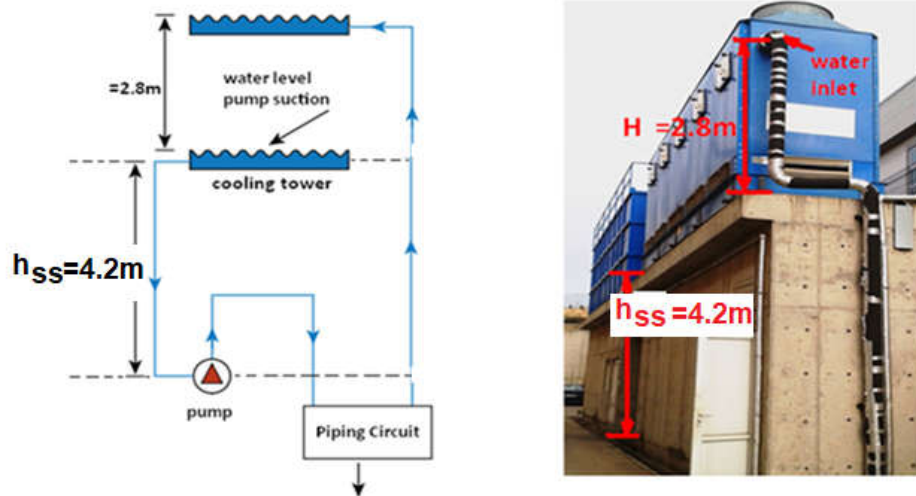 =2.8m
water level
pump suction
cooling tower
hss=4.2m
pump
Piping Circuit
water
inlet
H =2.8m
hss=4.2m